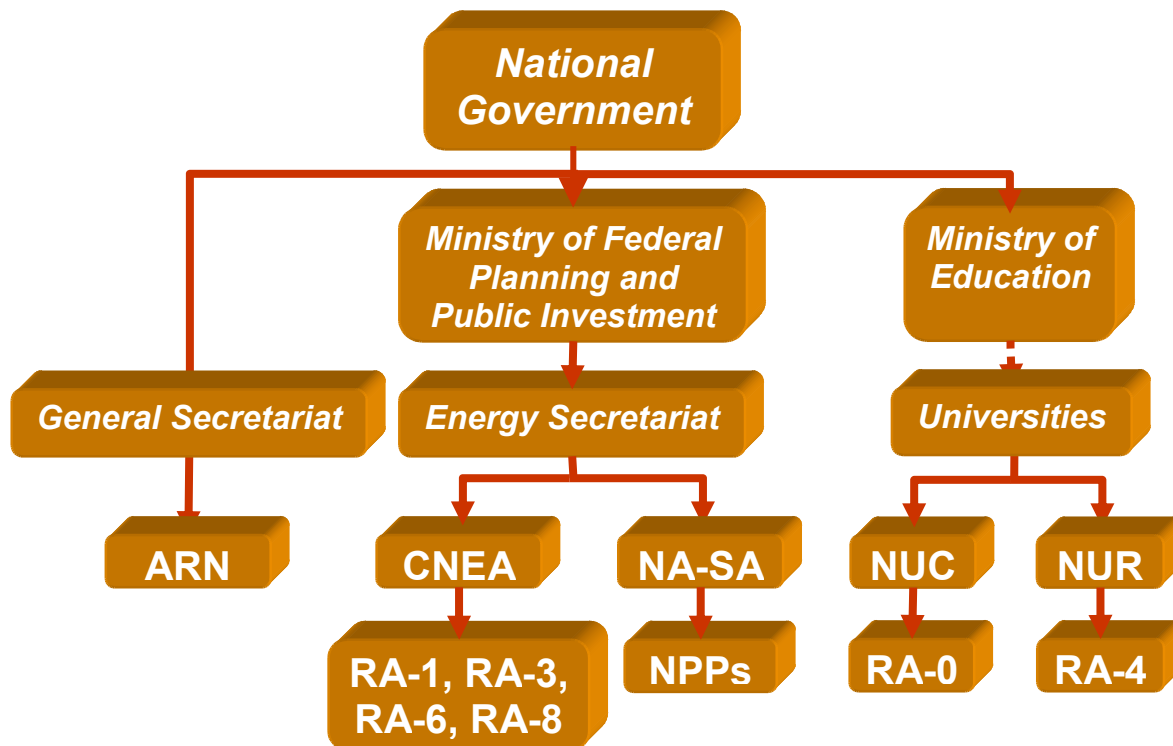 National
Government
Ministry of Federal
Planning and
Public Investment
Ministry of
Education
General Secretariat
Energy Secretariat
Universities
ARN
CNEA
NA-SA
NUC
NUR
RA-1, RA-3,
RA-6, RA-8
NPPs
RA-0
RA-4